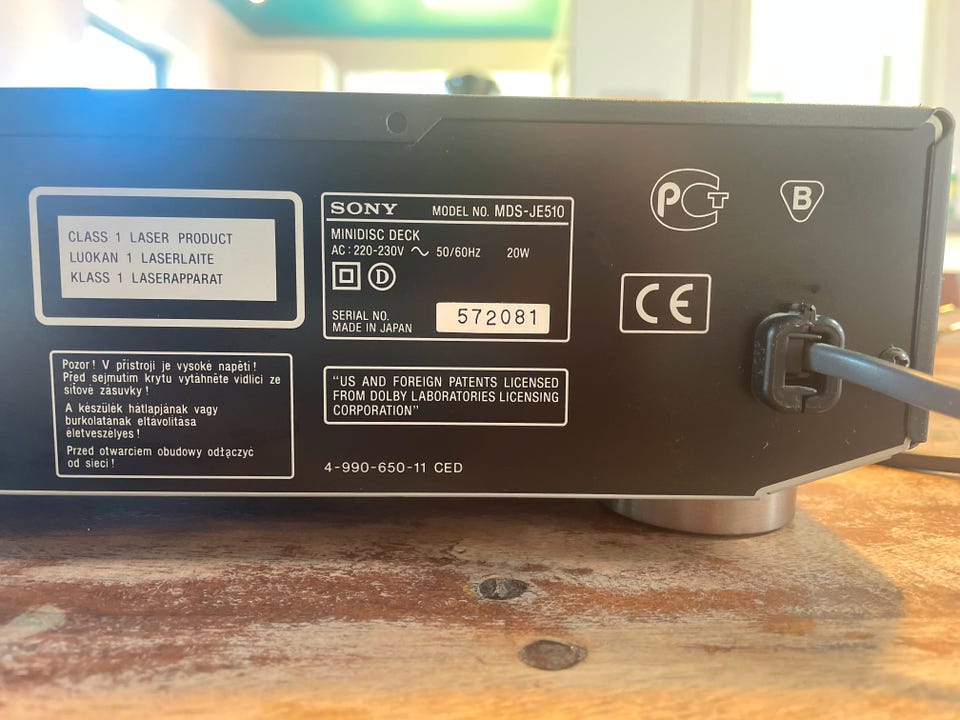 CLASS 1 LASER PRODUCT
LUOKAN 1 LASERLAITE
KLASS 1 LASERAPPARAT
SONY MODEL NO. MDS-JE510
MINIDISC DECK
AC: 220-230V ~ 50/60Hz 20W
D
SERIAL NO. 572081
MADE IN JAPAN
PCT
B
CE
Pozor! V přístroji je vysoké napětí!
Před sejmutím krytu vytáhněte vidlici ze
síťové zásuvky!
A készülék hátlapjának vagy
burkolatának eltávolítása
életveszélyes!
Przed otwarciem obudowy odłączyć
od sieci!
"US AND FOREIGN PATENTS LICENSED
FROM DOLBY LABORATORIES LICENSING
CORPORATION"
4-990-650-11 CED